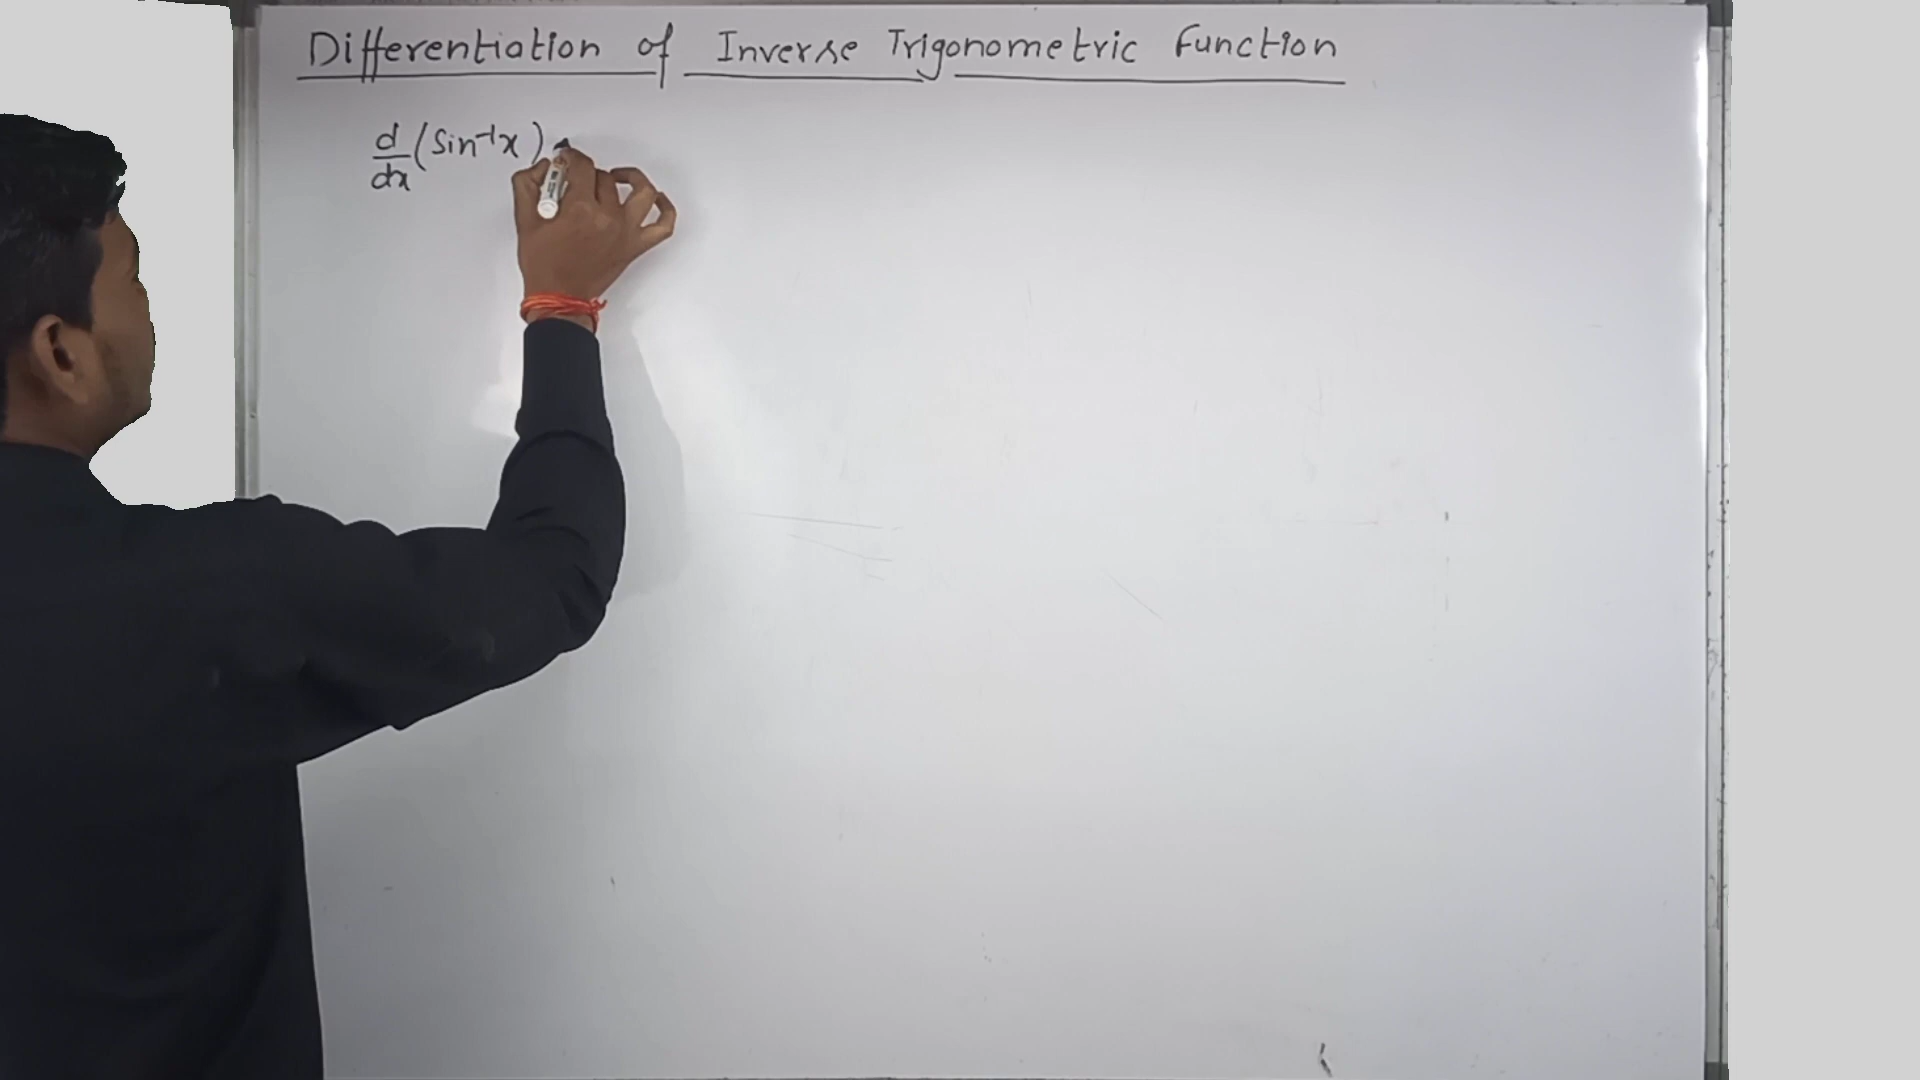 Differentiation of Inverse Trigonometric Function
d/dx (Sin⁻¹x)